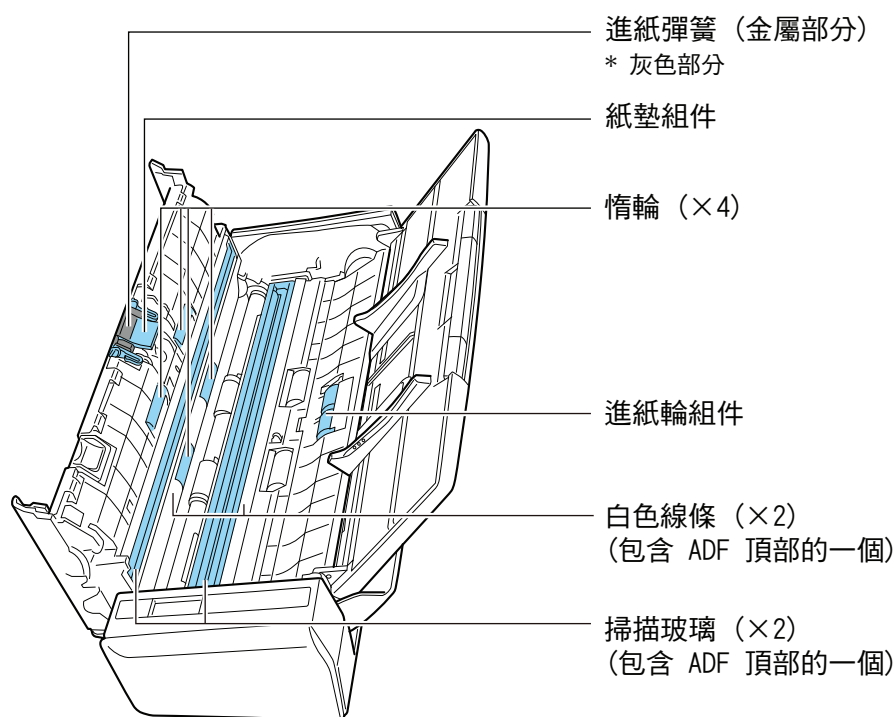 進紙彈簧 (金屬部分)
* 灰色部分
紙墊組件
惰輪 (×4)
進紙輪組件
白色線條 (×2)
(包含 ADF 頂部的一個)
掃描玻璃 (×2)
(包含 ADF 頂部的一個)